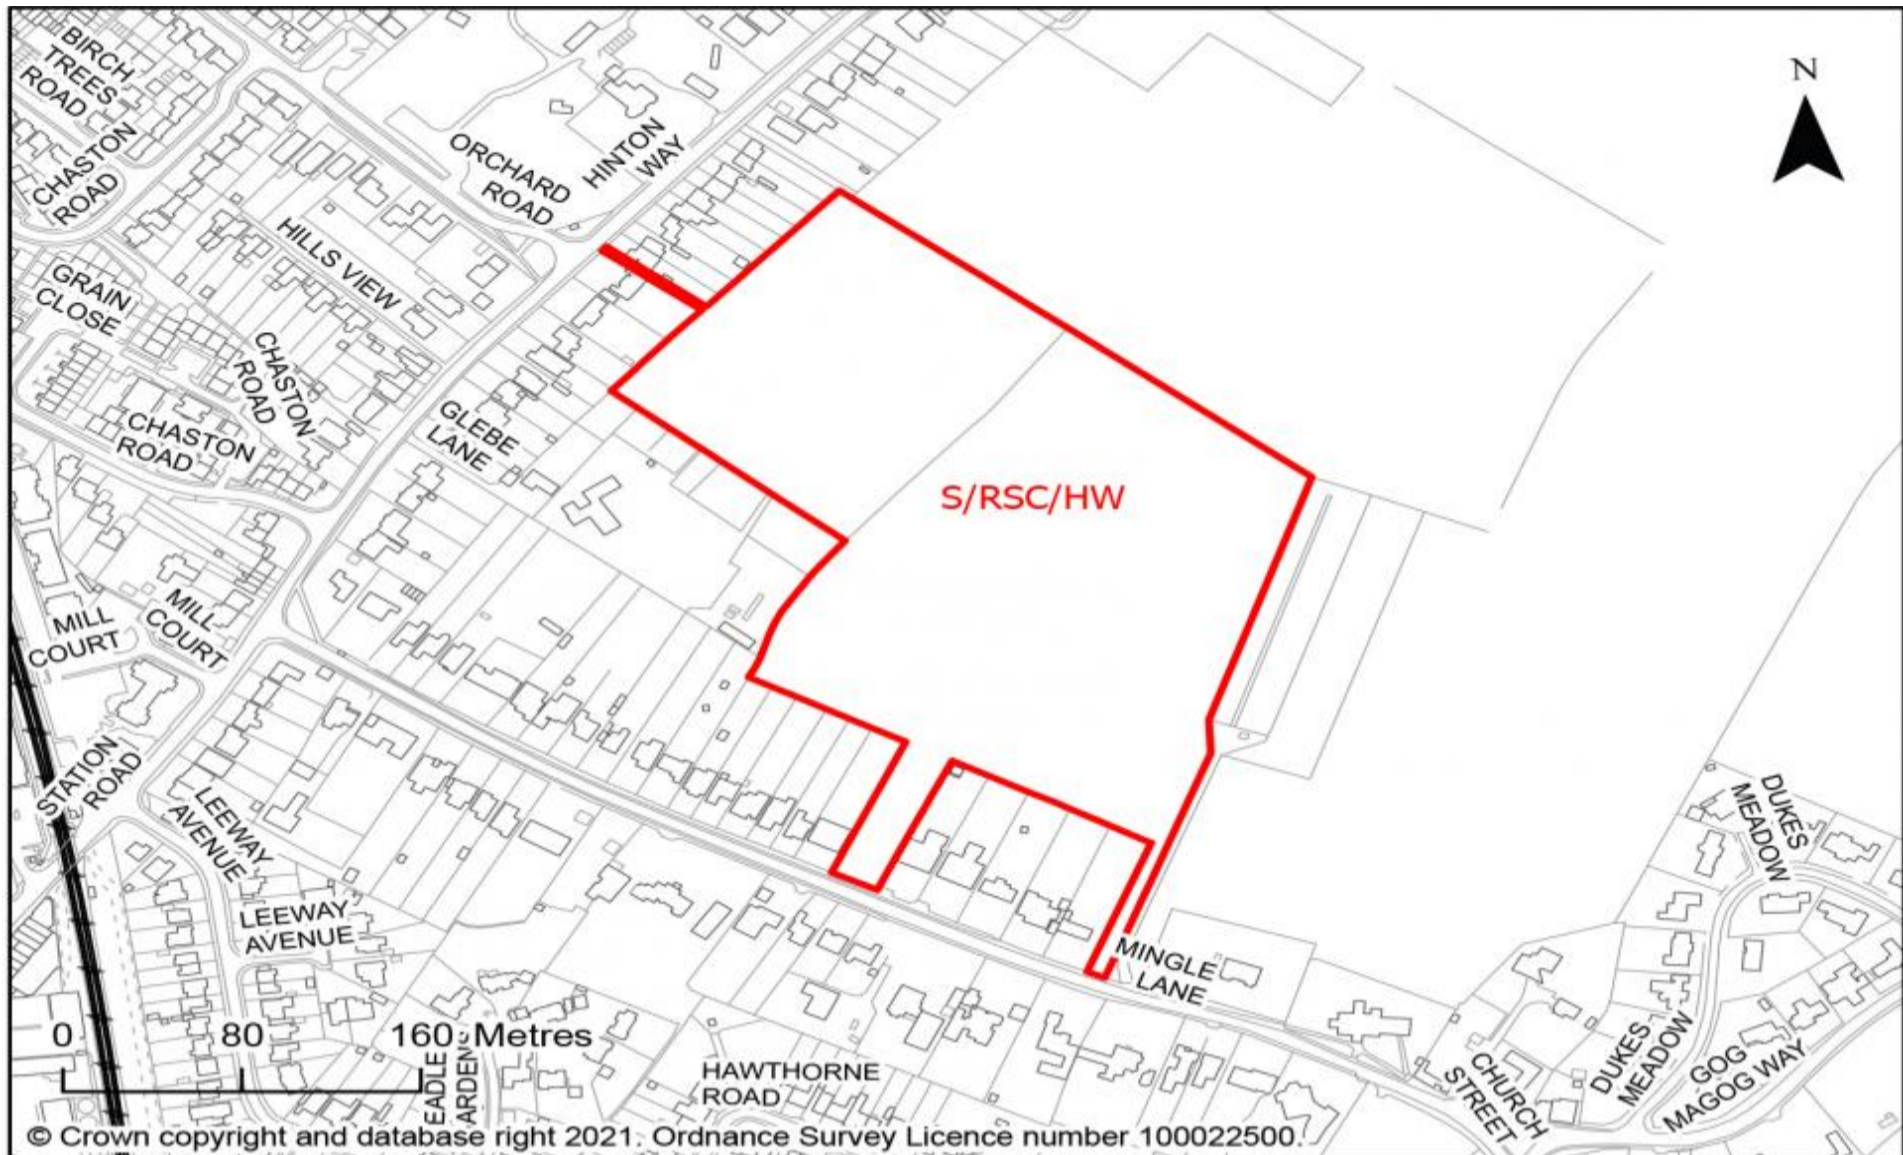 BIRCH
TREES
ROAD
N
CHASTON
ROAD
ORCHARD
ROAD
HINTON
WAY
HILLS VIEW
GRAIN
CLOSE
CHASTON
ROAD
GLEBE
LANE
CHASTON
ROAD
S/RSC/HW
MILL
COURT
MILL
COURT
STATION
ROAD
LEEWAY
AVENUE
DUKES
MEADOW
LEEWAY
AVENUE
MINGLE
LANE
0 80 160 Metres
EADLE
ARDENS
HAWTHORNE
ROAD
CHURCH
STREET
DUKES
MEADOW
GOG
MAGOG WAY
© Crown copyright and database right 2021. Ordnance Survey Licence number 100022500.